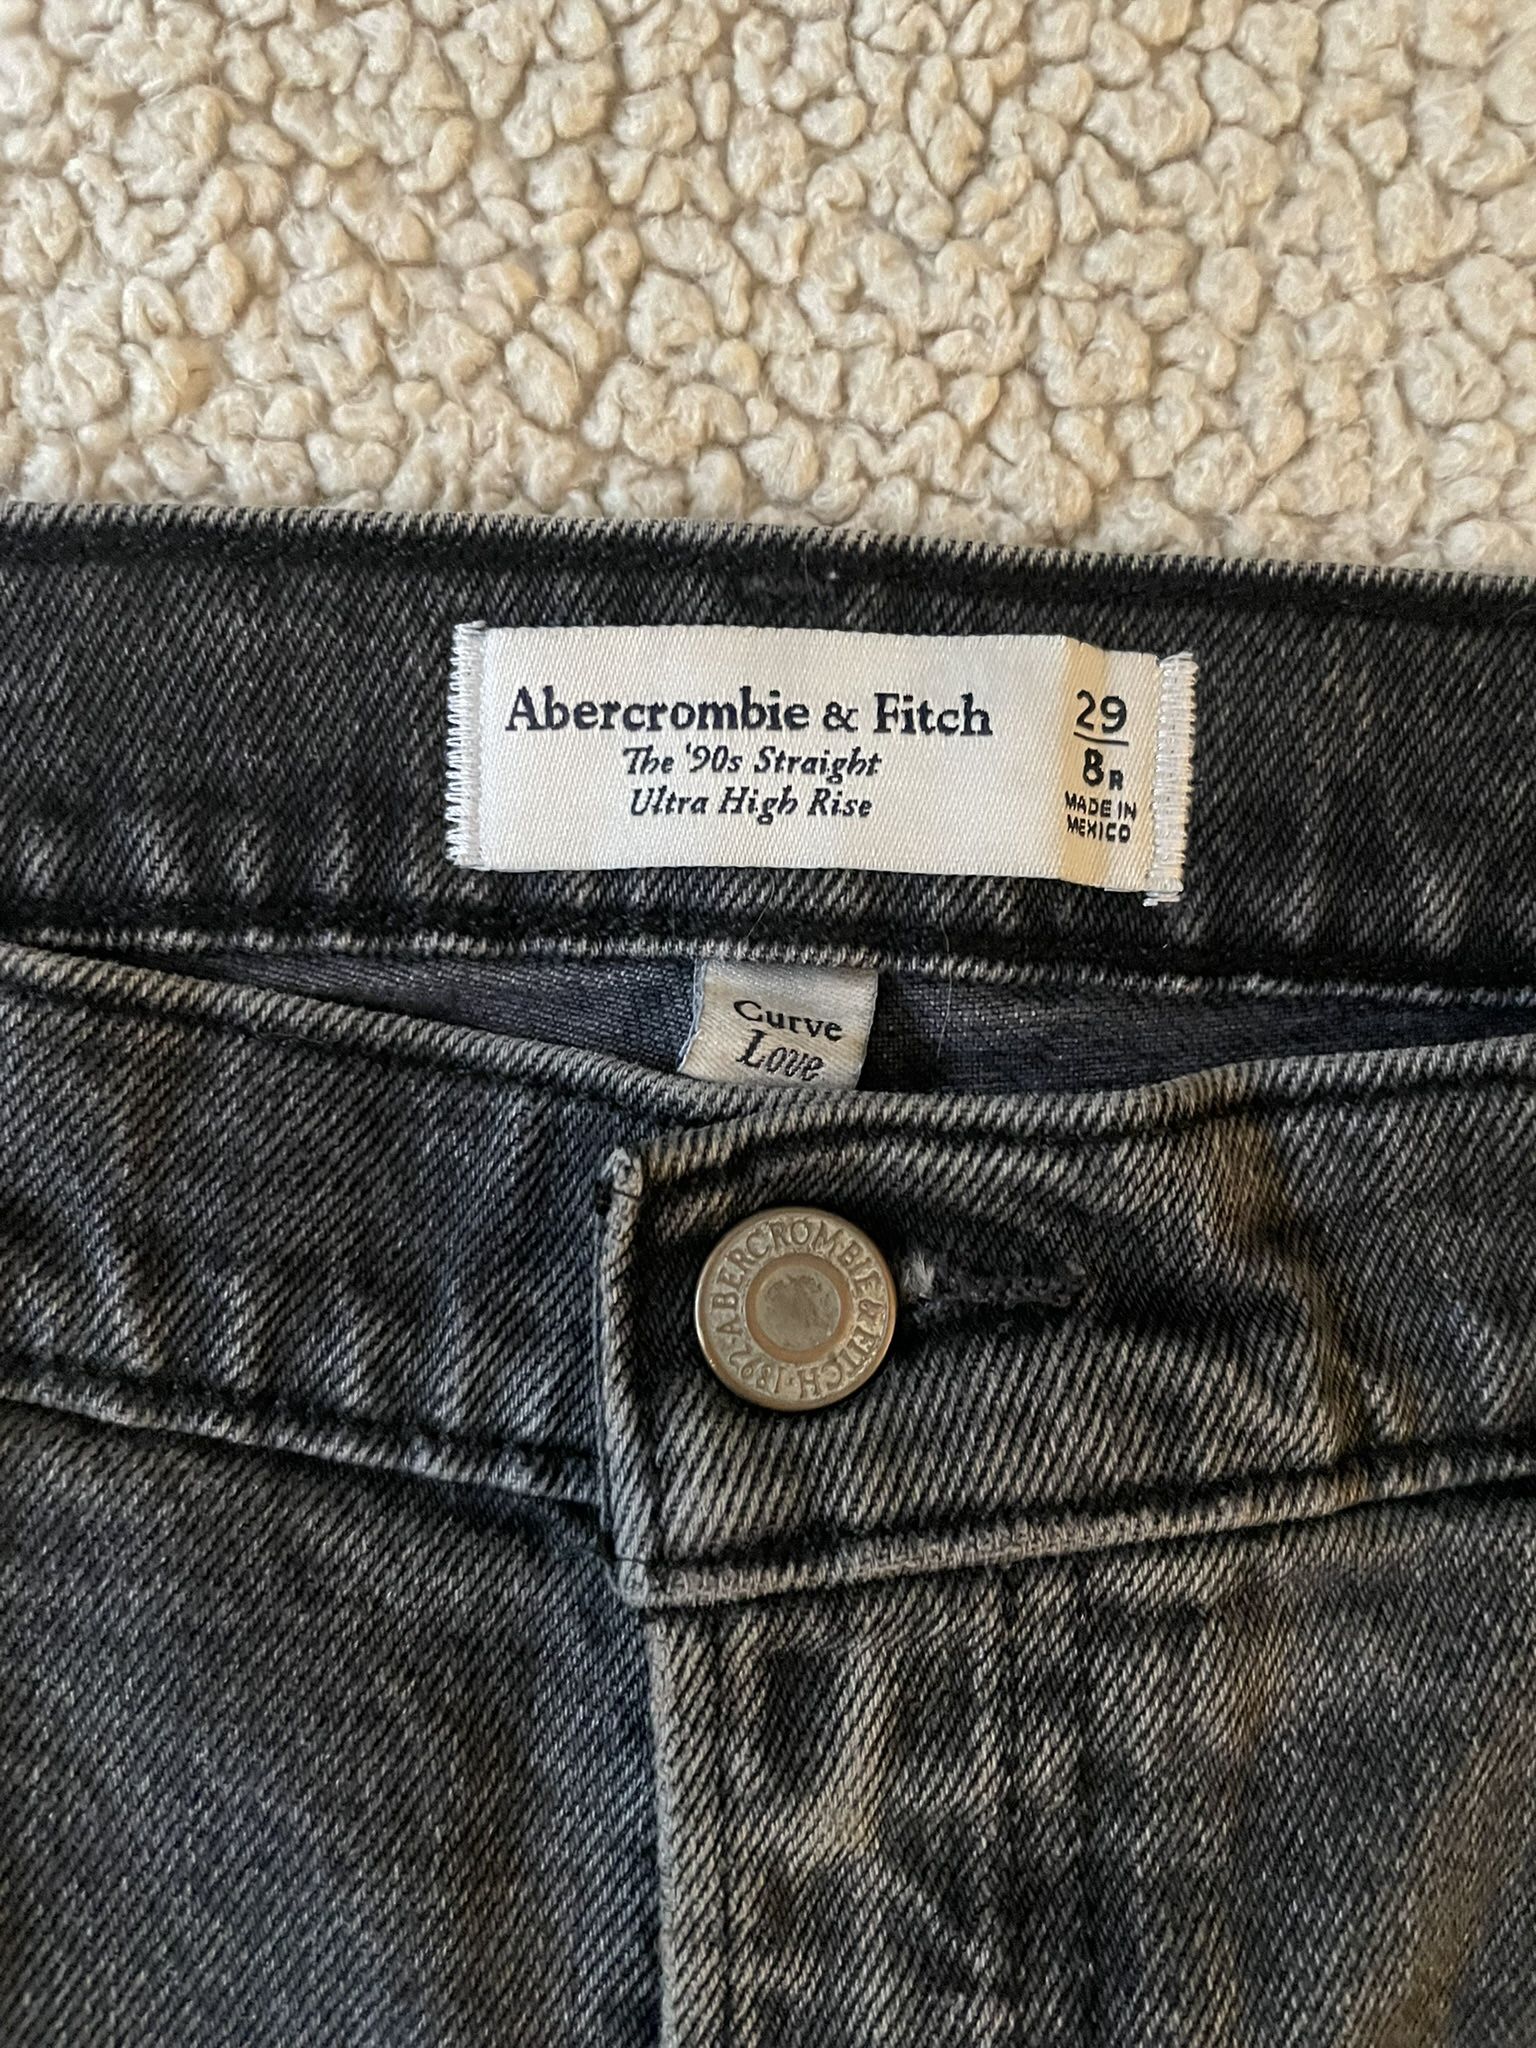 Abercrombie & Fitch
The '90s Straight
Ultra High Rise
29
8R
MADE IN
MEXICO
Curve
Love
ABERCROMBIE & FITCH · 1892 ·